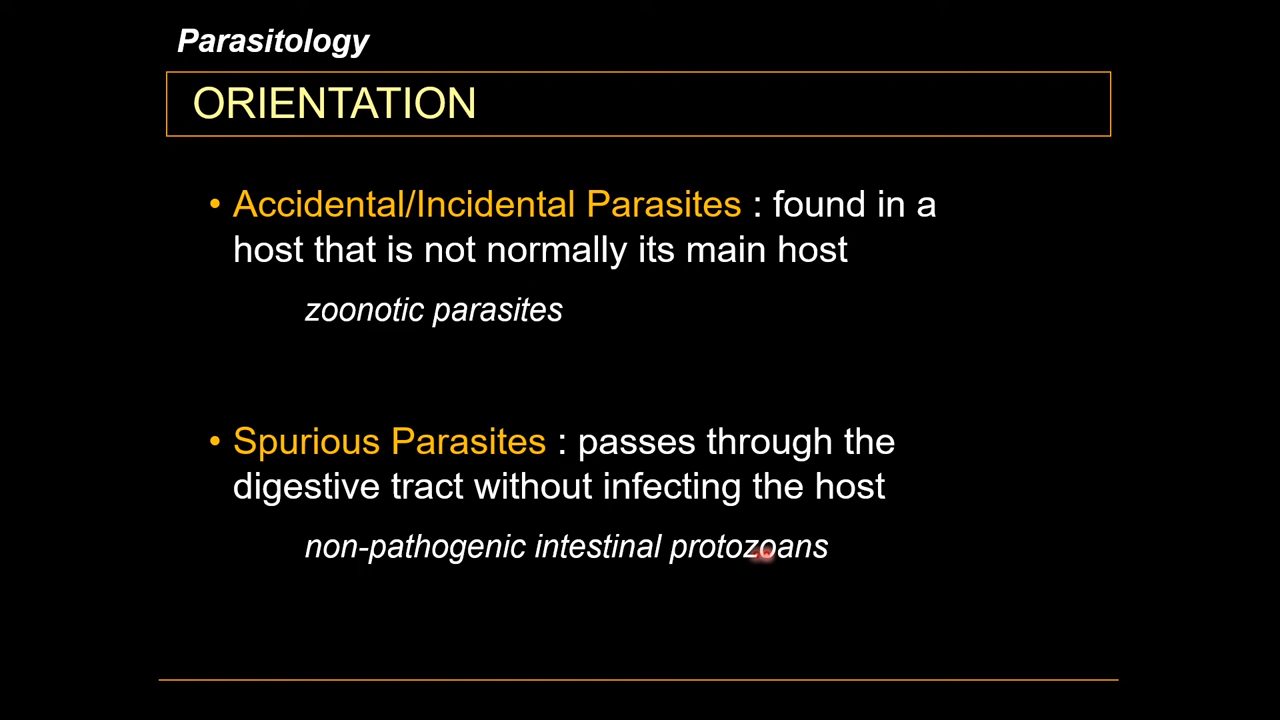 Parasitology
ORIENTATION
• Accidental/Incidental Parasites : found in a
host that is not normally its main host
zoonotic parasites
• Spurious Parasites : passes through the
digestive tract without infecting the host
non-pathogenic intestinal protozoans